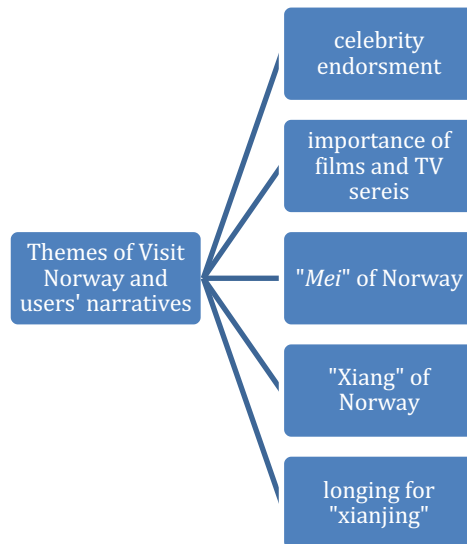 celebrity
endorsment
importance of
films and TV
sereis
Themes of Visit
Norway and
users' narratives
"Mei" of Norway
"Xiang" of
Norway
longing for
"xianjing"